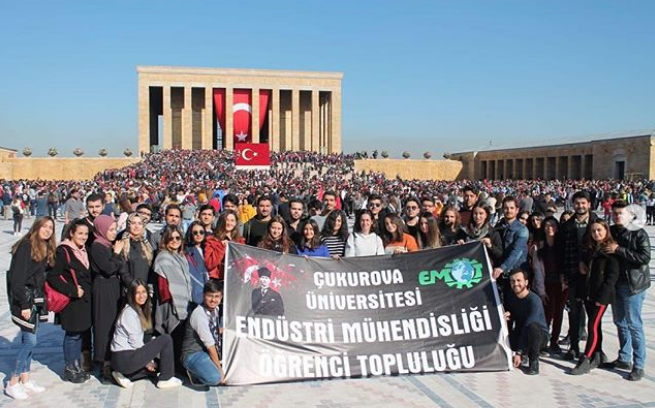 ÇUKUROVA
ÜNİVERSİTESİ
EMÖT
ENDÜSTRİ MÜHENDİSLİĞİ
ÖĞRENCİ TOPLULUĞU